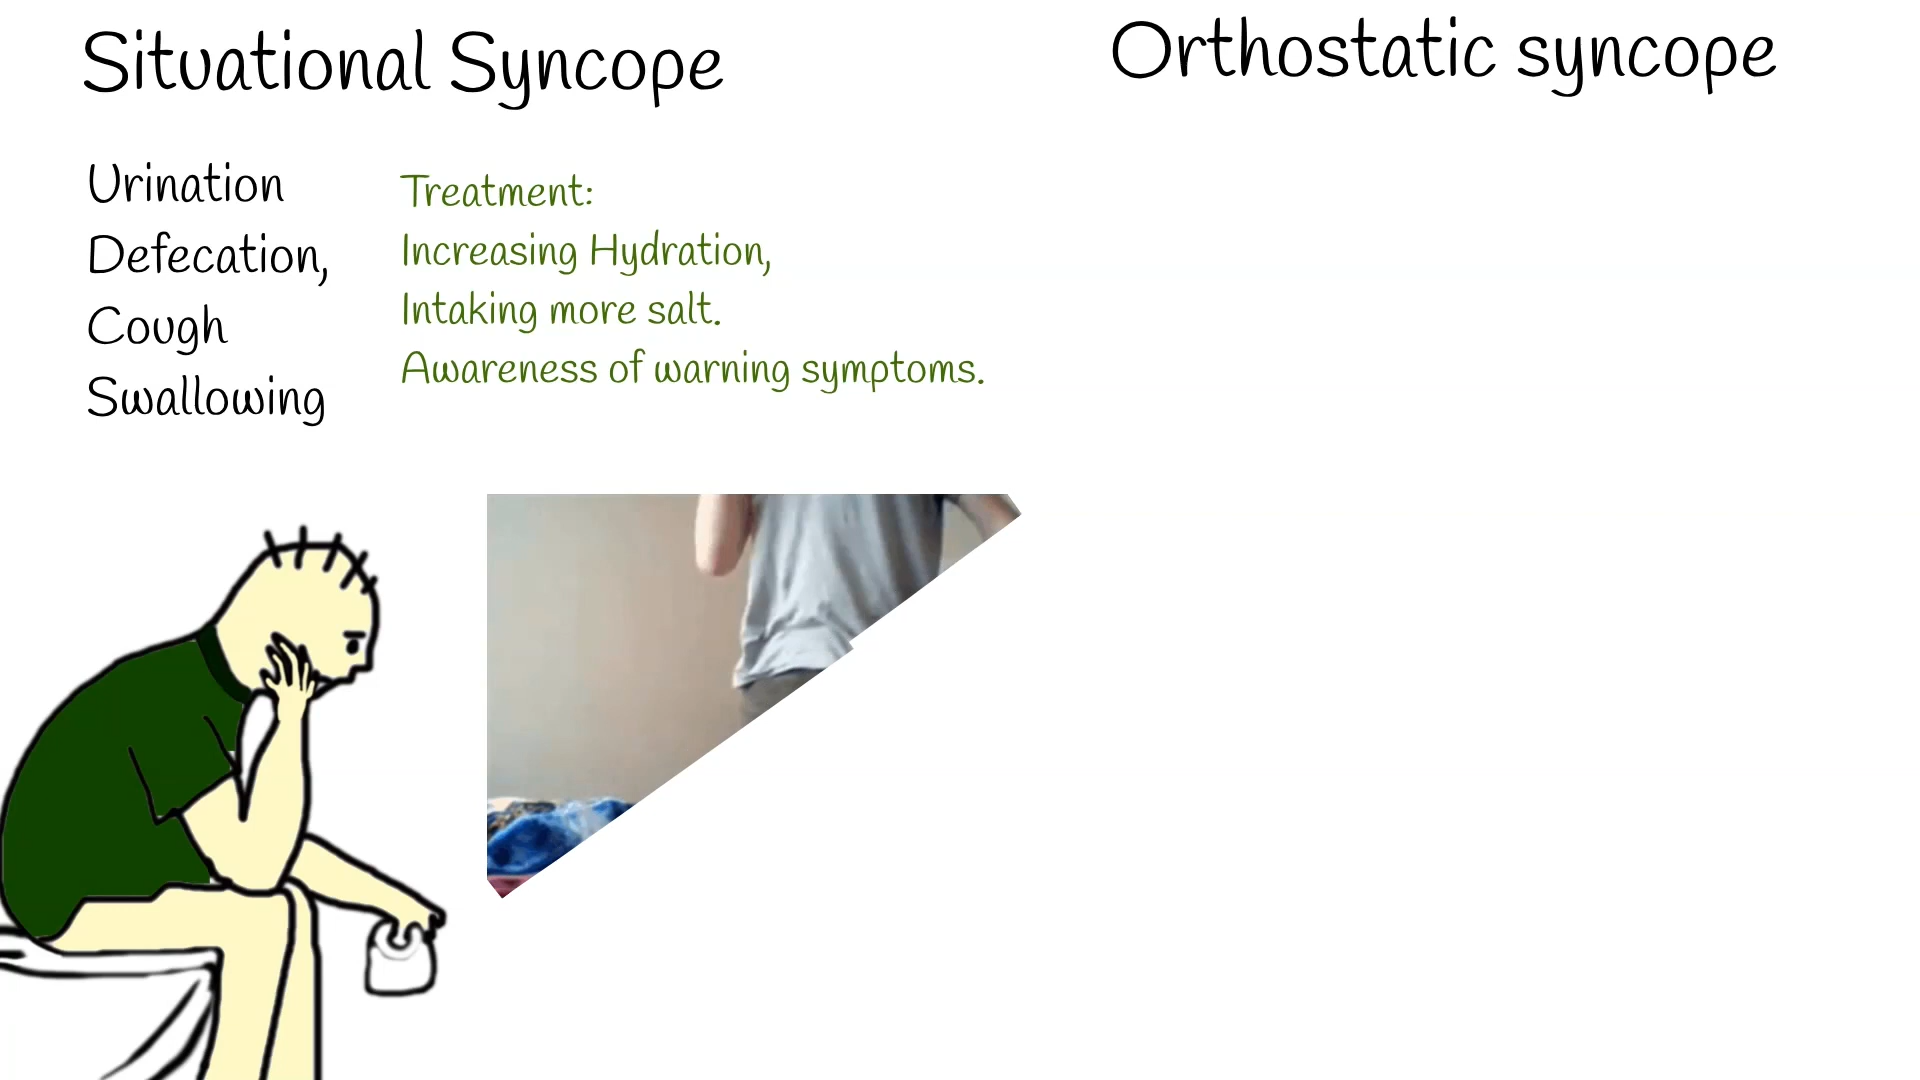 Situational Syncope
Urination
Defecation,
Cough
Swallowing
Treatment:
Increasing Hydration,
Intaking more salt.
Awareness of warning symptoms.
Orthostatic syncope